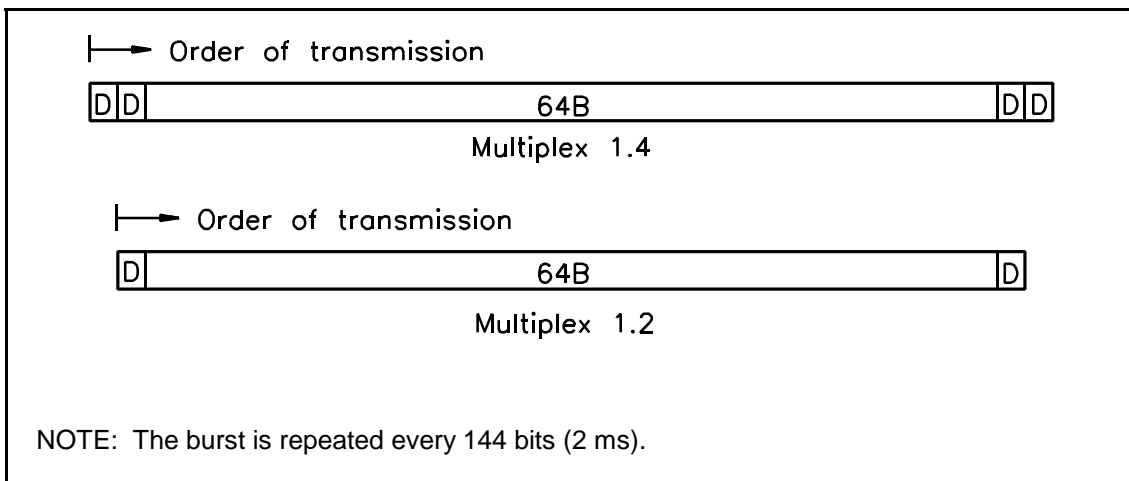 Order of transmission
D D 64B D D
Multiplex 1.4
Order of transmission
D 64B D
Multiplex 1.2
NOTE: The burst is repeated every 144 bits (2 ms).